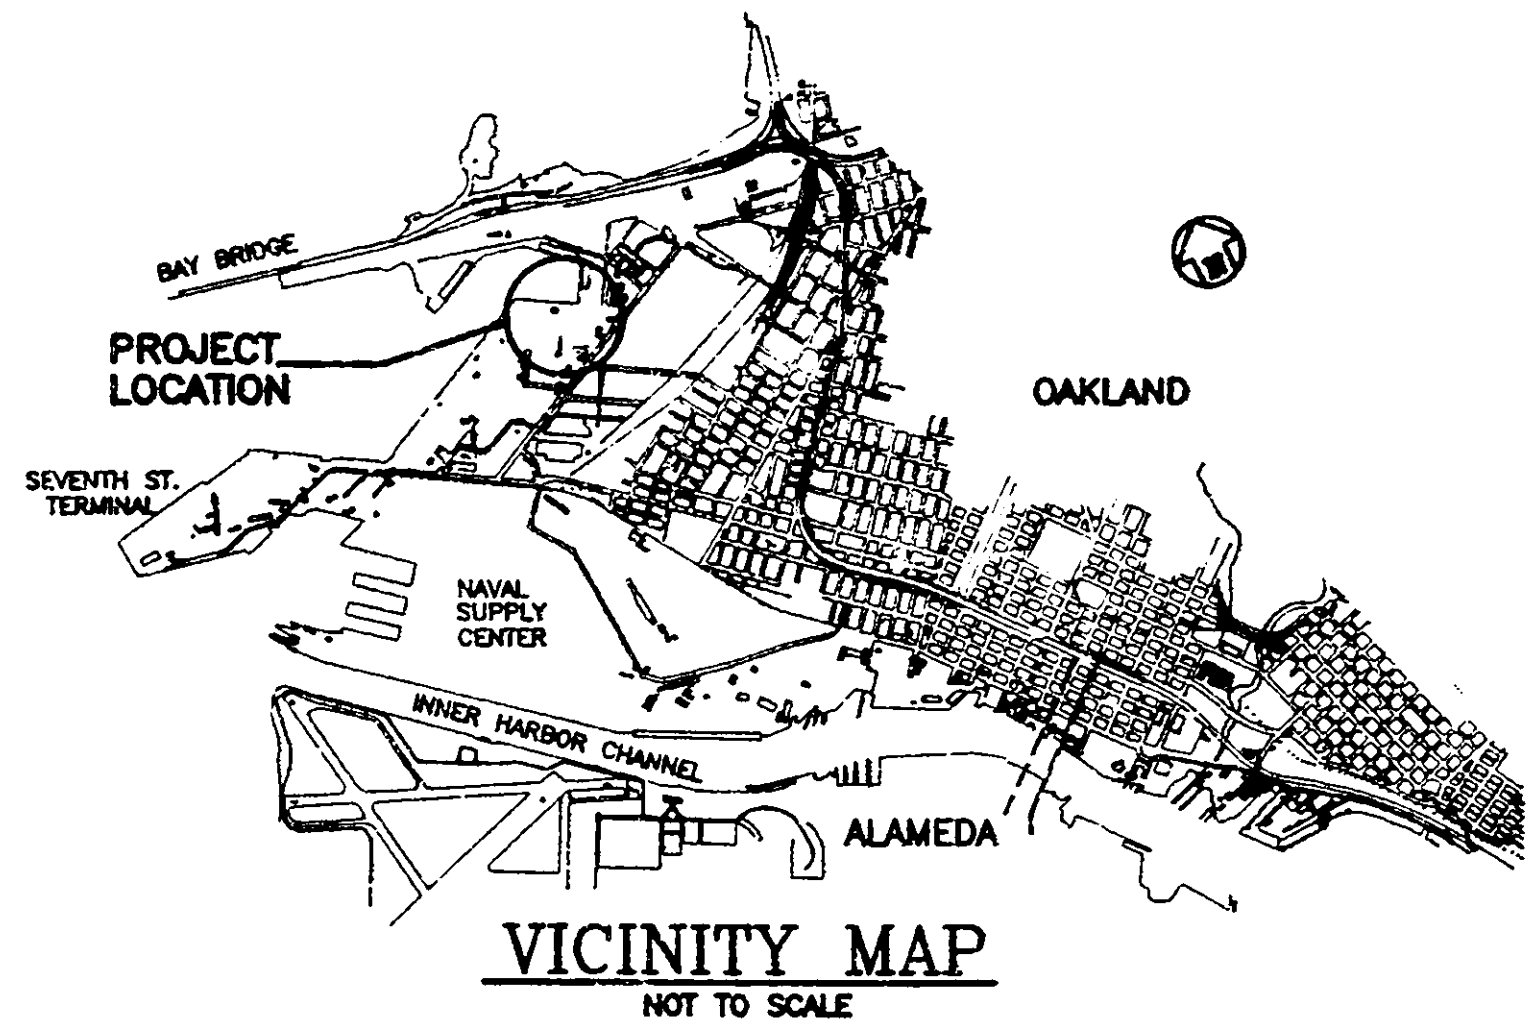 BAY BRIDGE
PROJECT
LOCATION
OAKLAND
SEVENTH ST.
TERMINAL
NAVAL
SUPPLY
CENTER
INNER HARBOR CHANNEL
ALAMEDA
VICINITY MAP
NOT TO SCALE